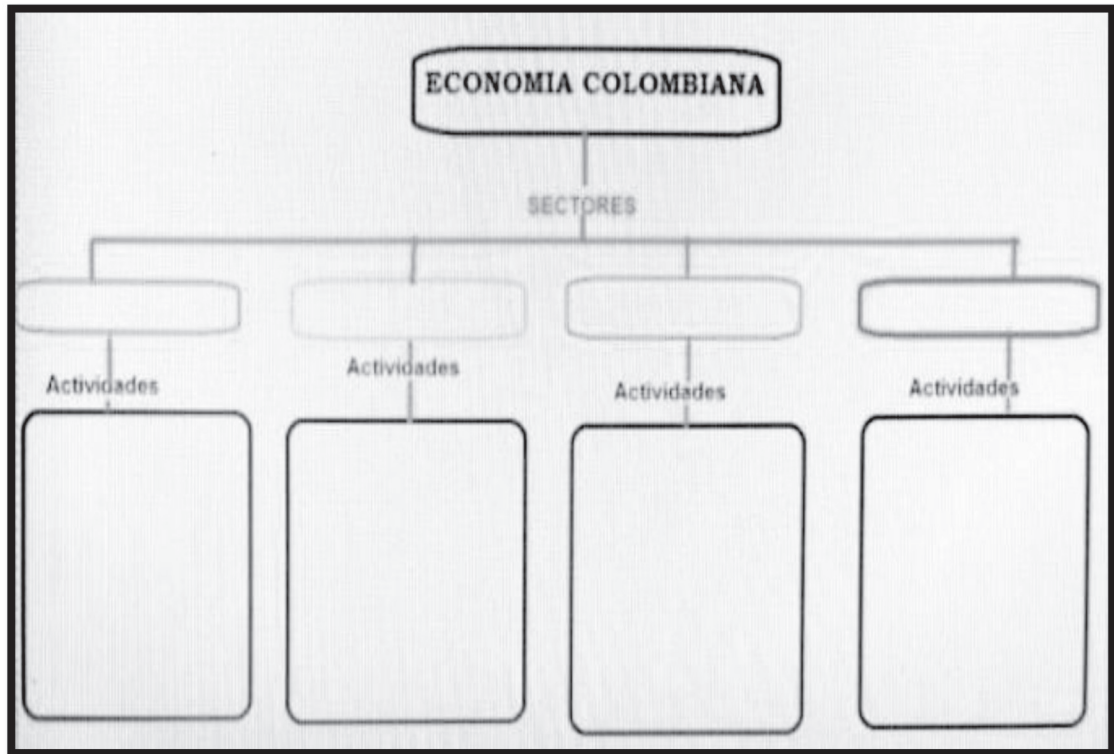 ECONOMIA COLOMBIANA
SECTORES
Actividades
Actividades
Actividades
Actividades